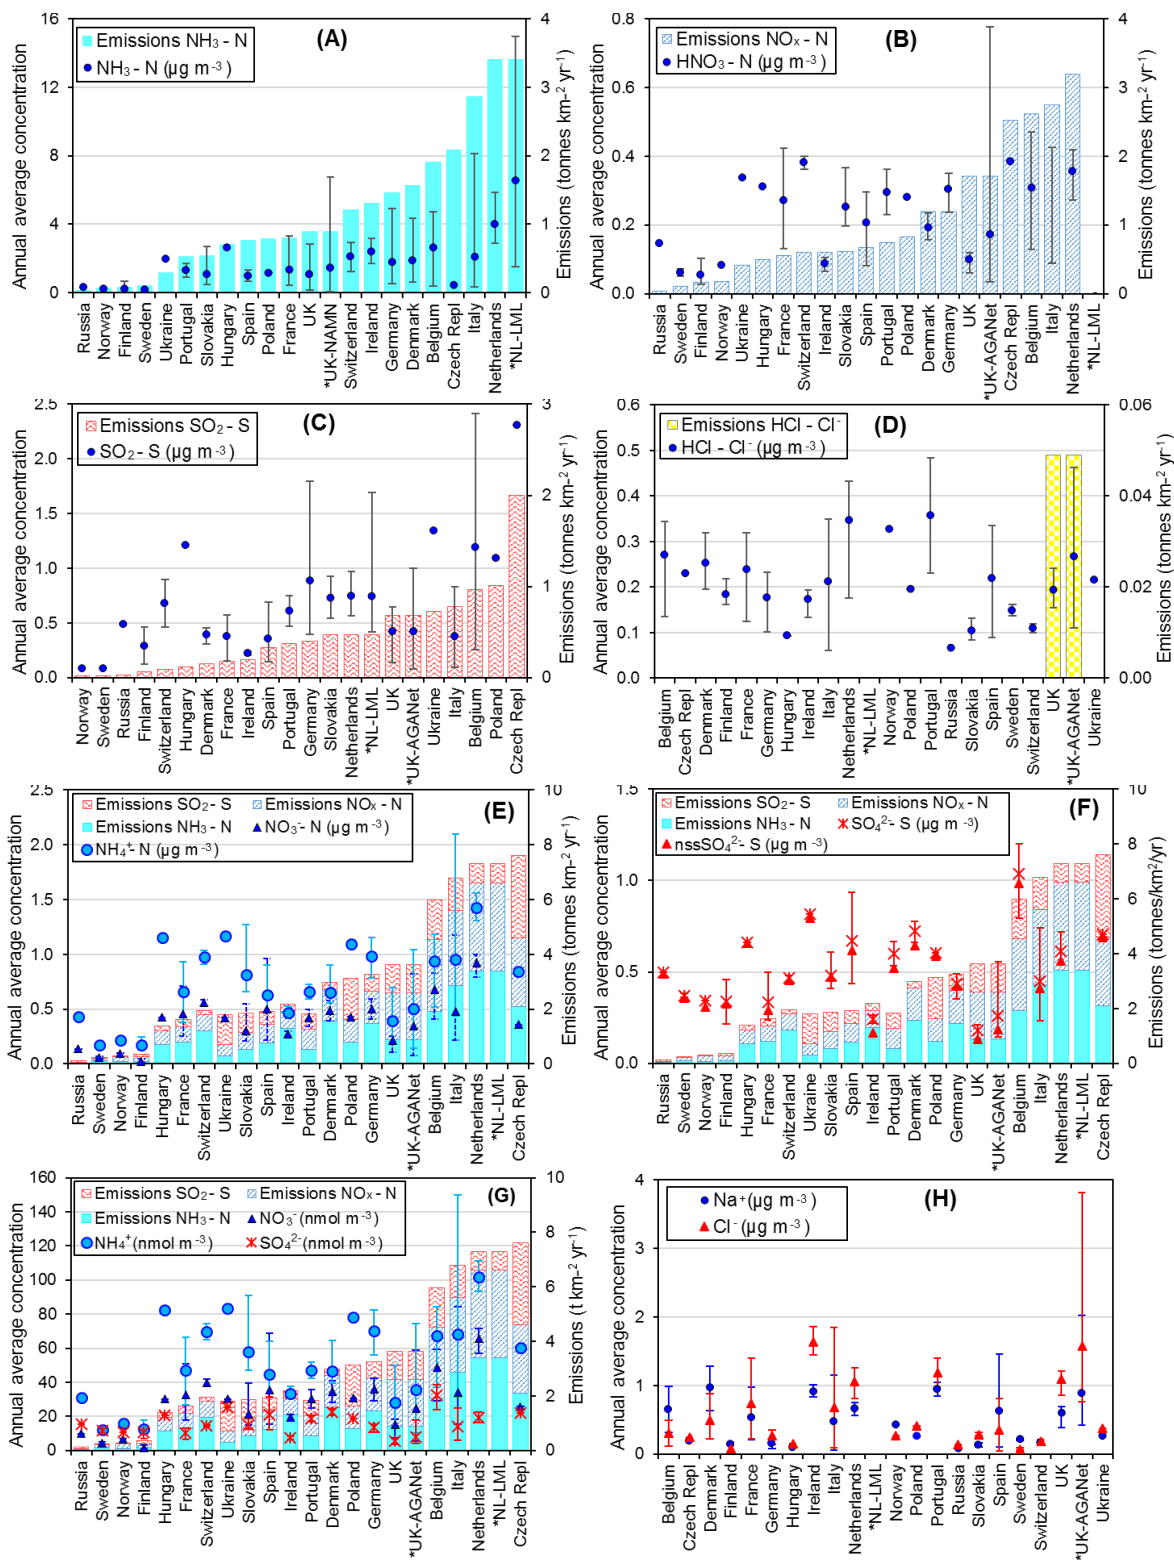 (A)
Emissions NH3 - N
NH3 - N (µg m-3)
Annual average concentration
Emissions (tonnes km-2 yr-1)
16
12
8
4
0
4
3
2
1
0
Russia
Norway
Finland
Sweden
Ukraine
Portugal
Slovakia
Hungary
Spain
Poland
France
UK
*UK-NAMN
Switzerland
Ireland
Germany
Denmark
Belgium
Czech Repl
Italy
Netherlands
*NL-LML
(B)
Emissions NOx - N
HNO3 - N (µg m-3)
Annual average concentration
Emissions (tonnes km-2 yr-1)
0.8
0.6
0.4
0.2
0.0
4
3
2
1
0
Russia
Sweden
Finland
Norway
Ukraine
Hungary
France
Switzerland
Ireland
Slovakia
Spain
Portugal
Poland
Denmark
Germany
UK
*UK-AGANet
Czech Repl
Belgium
Italy
Netherlands
*NL-LML
(C)
Emissions SO2 - S
SO2 - S (µg m-3)
Annual average concentration
Emissions (tonnes km-2 yr-1)
2.5
2.0
1.5
1.0
0.5
0.0
3
2
1
0
Norway
Sweden
Russia
Finland
Switzerland
Hungary
Denmark
France
Ireland
Spain
Portugal
Germany
Slovakia
Netherlands
*NL-LML
UK
*UK-AGANet
Ukraine
Italy
Belgium
Poland
Czech Repl
(D)
Emissions HCl - Cl-
HCl - Cl- (µg m-3)
Annual average concentration
Emissions (tonnes km-2 yr-1)
0.6
0.5
0.4
0.3
0.2
0.1
0.0
0.06
0.04
0.02
0.00
Belgium
Czech Repl
Denmark
Finland
France
Germany
Hungary
Ireland
Italy
Netherlands
*NL-LML
Norway
Poland
Portugal
Russia
Slovakia
Spain
Sweden
Switzerland
UK
*UK-AGANet
Ukraine
(E)
Emissions SO2 - S
Emissions NOx - N
Emissions NH3 - N
NO3- - N (µg m-3)
NH4+ - N (µg m-3)
Annual average concentration
Emissions (tonnes km-2 yr-1)
2.5
2.0
1.5
1.0
0.5
0.0
10
8
6
4
2
0
Russia
Sweden
Norway
Finland
Hungary
France
Switzerland
Ukraine
Slovakia
Spain
Ireland
Portugal
Denmark
Poland
Germany
UK
*UK-AGANet
Belgium
Italy
Netherlands
*NL-LML
Czech Repl
(F)
Emissions SO2 - S
Emissions NOx - N
Emissions NH3 - N
SO42- - S (µg m-3)
nssSO42- - S (µg m-3)
Annual average concentration
Emissions (tonnes/km2/yr)
1.5
1.0
0.5
0.0
10
8
6
4
2
0
Russia
Sweden
Norway
Finland
Hungary
France
Switzerland
Ukraine
Slovakia
Spain
Ireland
Portugal
Denmark
Poland
Germany
UK
*UK-AGANet
Belgium
Italy
Netherlands
*NL-LML
Czech Repl
(G)
Emissions SO2 - S
Emissions NOx - N
Emissions NH3 - N
NO3- (nmol m-3)
NH4+ (nmol m-3)
SO42- (nmol m-3)
Annual average concentration
Emissions (t km-2 yr-1)
160
140
120
100
80
60
40
20
0
10
8
6
4
2
0
Russia
Sweden
Norway
Finland
Hungary
France
Switzerland
Ukraine
Slovakia
Spain
Ireland
Portugal
Denmark
Poland
Germany
UK
*UK-AGANet
Belgium
Italy
Netherlands
*NL-LML
Czech Repl
(H)
Na+ (µg m-3)
Cl- (µg m-3)
Annual average concentration
4
3
2
1
0
Belgium
Czech Repl
Denmark
Finland
France
Germany
Hungary
Ireland
Italy
Netherlands
*NL-LML
Norway
Poland
Portugal
Russia
Slovakia
Spain
Sweden
Switzerland
UK
*UK-AGANet
Ukraine